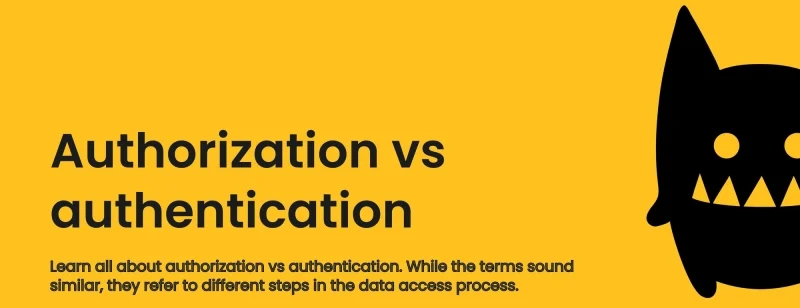 Authorization vs
authentication
Learn all about authorization vs authentication. While the terms sound
similar, they refer to different steps in the data access process.